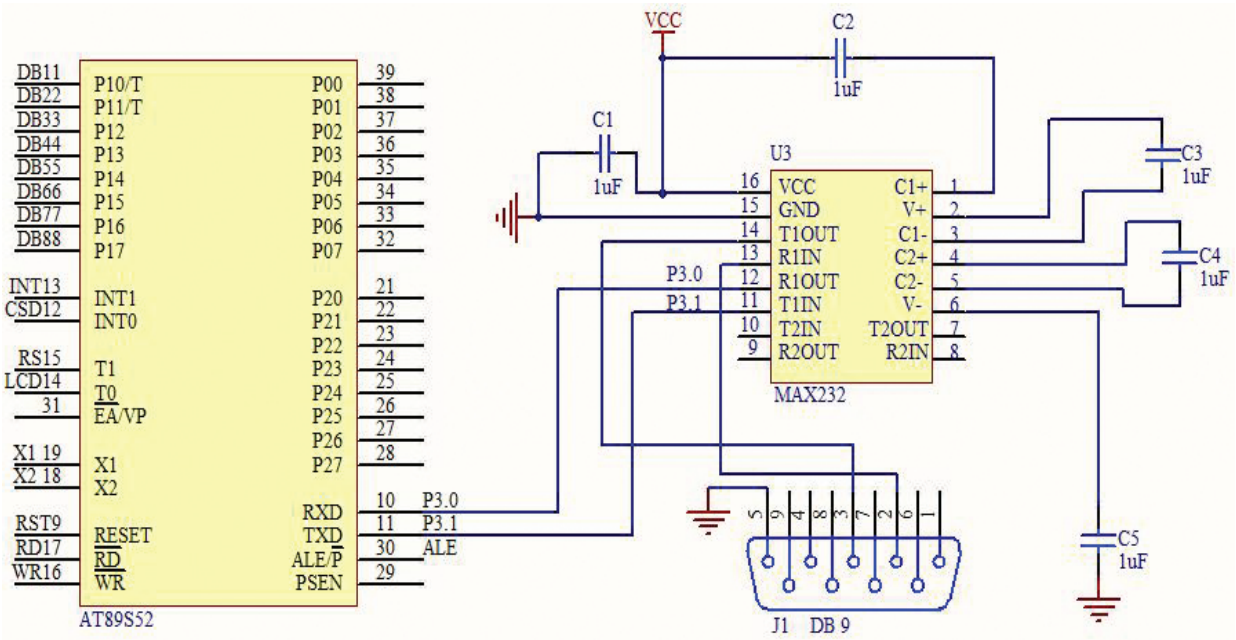 VCC
C2
1uF
C1
1uF
C3
1uF
C4
1uF
C5
1uF
DB11 P10/T
DB22 P11/T
DB33 P12
DB44 P13
DB55 P14
DB66 P15
DB77 P16
DB88 P17
INT13 INT1
CSD12 INT0
RS15 T1
LCD14 T0
31 EA/VP
X1 19 X1
X2 18 X2
RST9 RESET
RD17 RD
WR16 WR
P00 39
P01 38
P02 37
P03 36
P04 35
P05 34
P06 33
P07 32
P20 21
P21 22
P22 23
P23 24
P24 25
P25 26
P26 27
P27 28
RXD 10 P3.0
TXD 11 P3.1
ALE/P 30 ALE
PSEN 29
AT89S52
U3
16 VCC C1+ 1
15 GND V+ 2
14 T1OUT C1- 3
13 R1IN C2+ 4
P3.0 12 R1OUT C2- 5
P3.1 11 T1IN V- 6
10 T2IN T2OUT 7
9 R2OUT R2IN 8
MAX232
5 9 4 8 3 7 2 6 1
J1 DB 9